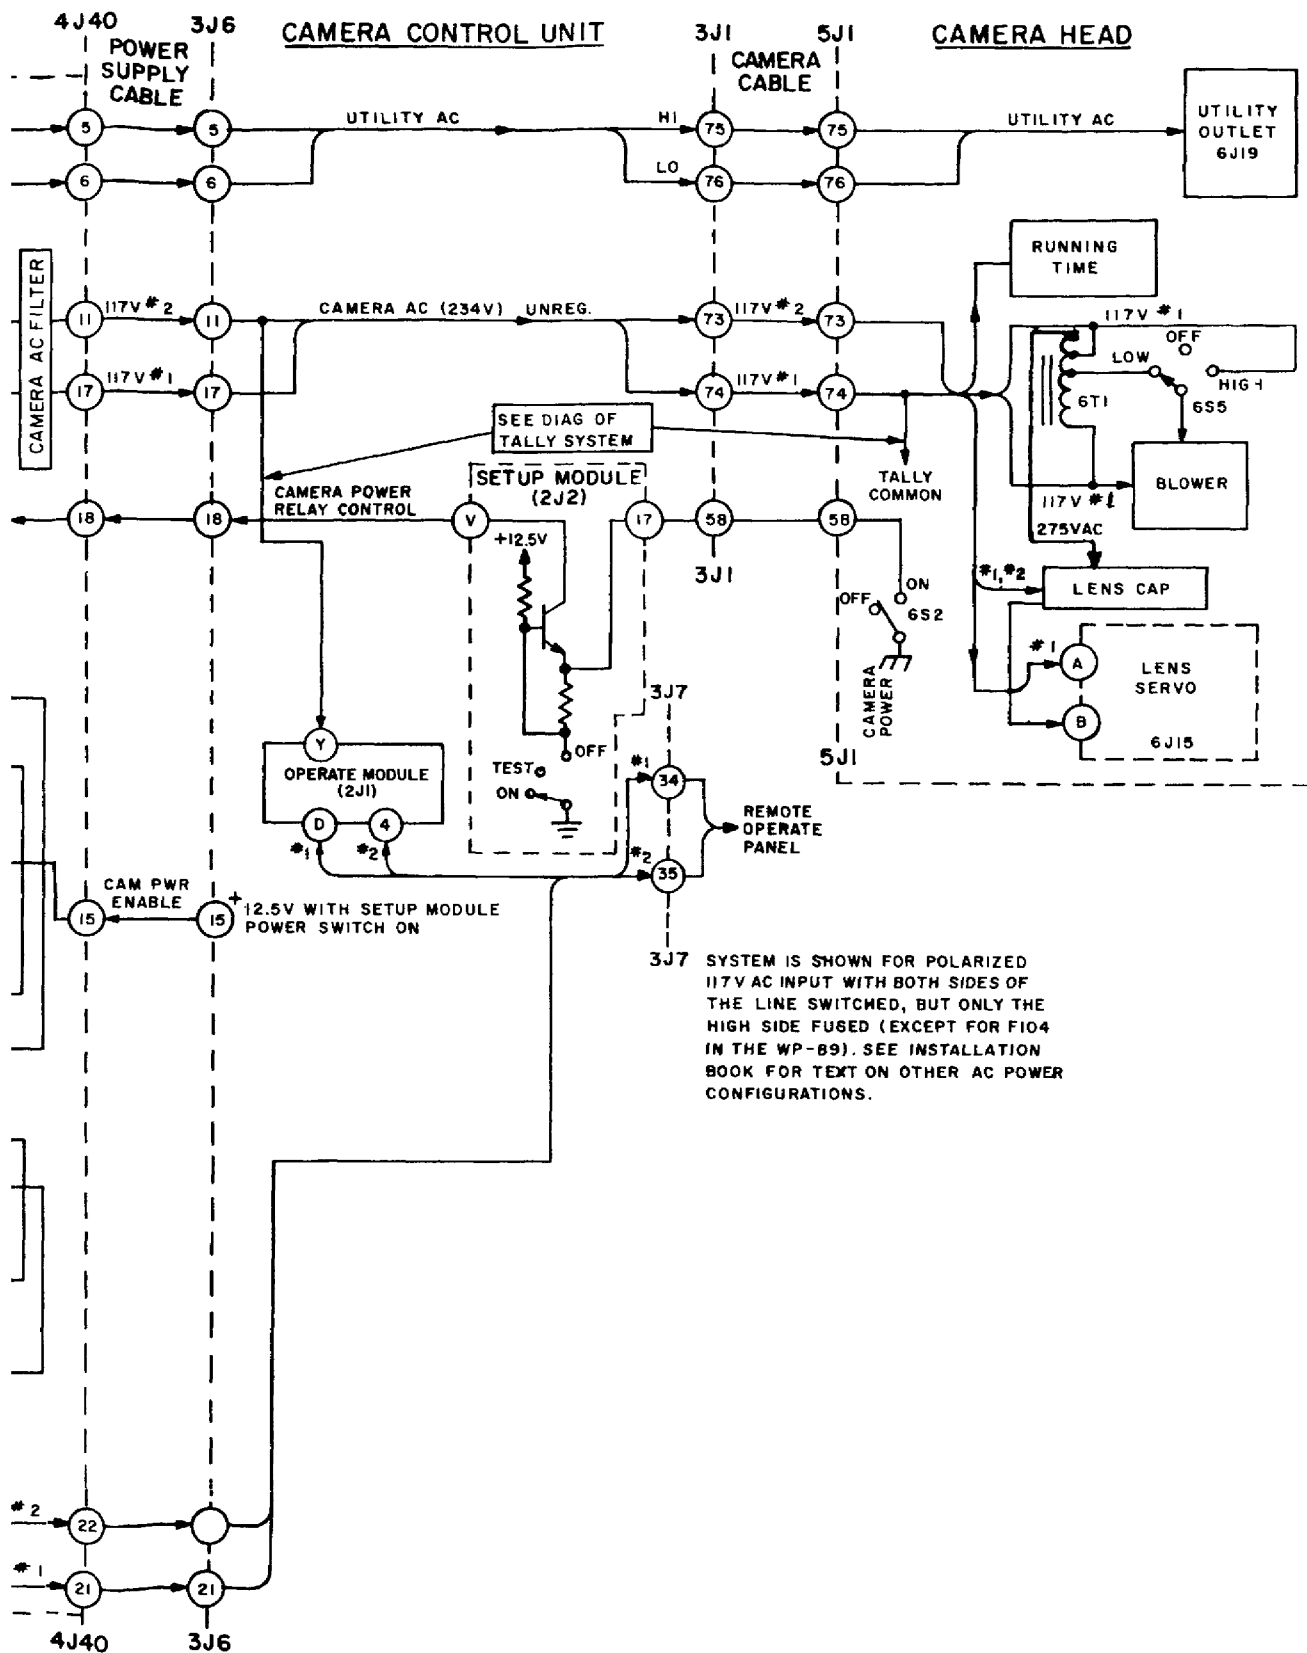 4J40
3J6
CAMERA CONTROL UNIT
3J1
5J1
CAMERA HEAD
POWER
SUPPLY
CABLE
CAMERA
CABLE
5
5
UTILITY AC
HI
75
75
UTILITY AC
UTILITY
OUTLET
6J19
6
6
LO
76
76
CAMERA AC FILTER
11
117V #2
11
CAMERA AC (234V) UNREG.
73
117V #2
73
RUNNING
TIME
117V #1
OFF
LOW
HIGH
6T1
6S5
17
117V #1
17
74
117V #1
74
SEE DIAG OF
TALLY SYSTEM
TALLY
COMMON
BLOWER
117V #1
275VAC
18
18
CAMERA POWER
RELAY CONTROL
V
SETUP MODULE
(2J2)
+12.5V
17
58
58
3J1
#1, #2
LENS CAP
OFF
ON
6S2
CAMERA
POWER
#1
A
LENS
SERVO
B
6J15
5J1
3J7
Y
OPERATE MODULE
(2J1)
D
4
#1
#2
OFF
TEST
ON
#1
34
#2
35
REMOTE
OPERATE
PANEL
3J7
CAM PWR
ENABLE
15
15
+
12.5V WITH SETUP MODULE
POWER SWITCH ON
SYSTEM IS SHOWN FOR POLARIZED
117V AC INPUT WITH BOTH SIDES OF
THE LINE SWITCHED, BUT ONLY THE
HIGH SIDE FUSED (EXCEPT FOR F104
IN THE WP-89). SEE INSTALLATION
BOOK FOR TEXT ON OTHER AC POWER
CONFIGURATIONS.
#2
22
#1
21
21
4J40
3J6